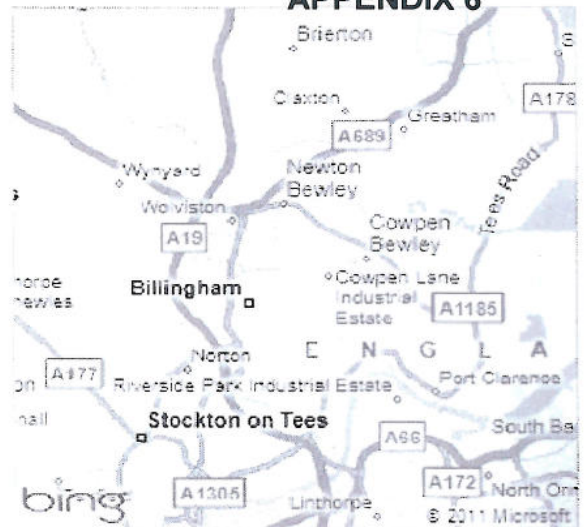 APPENDIX 6
Brierton
Claxton
A178
Greatham
A689
Wynyard
Newton
Bewley
Tees Road
Wolviston
A19
Cowpen
Bewley
Billingham
Cowpen Lane
Industrial
Estate
A1185
E N G L A
Norton
A177
Riverside Park Industrial Estate
Port Clarence
Stockton on Tees
South Ba
A66
A1305
A172
North Orm
bing
Linthorpe
© 2011 Microsoft